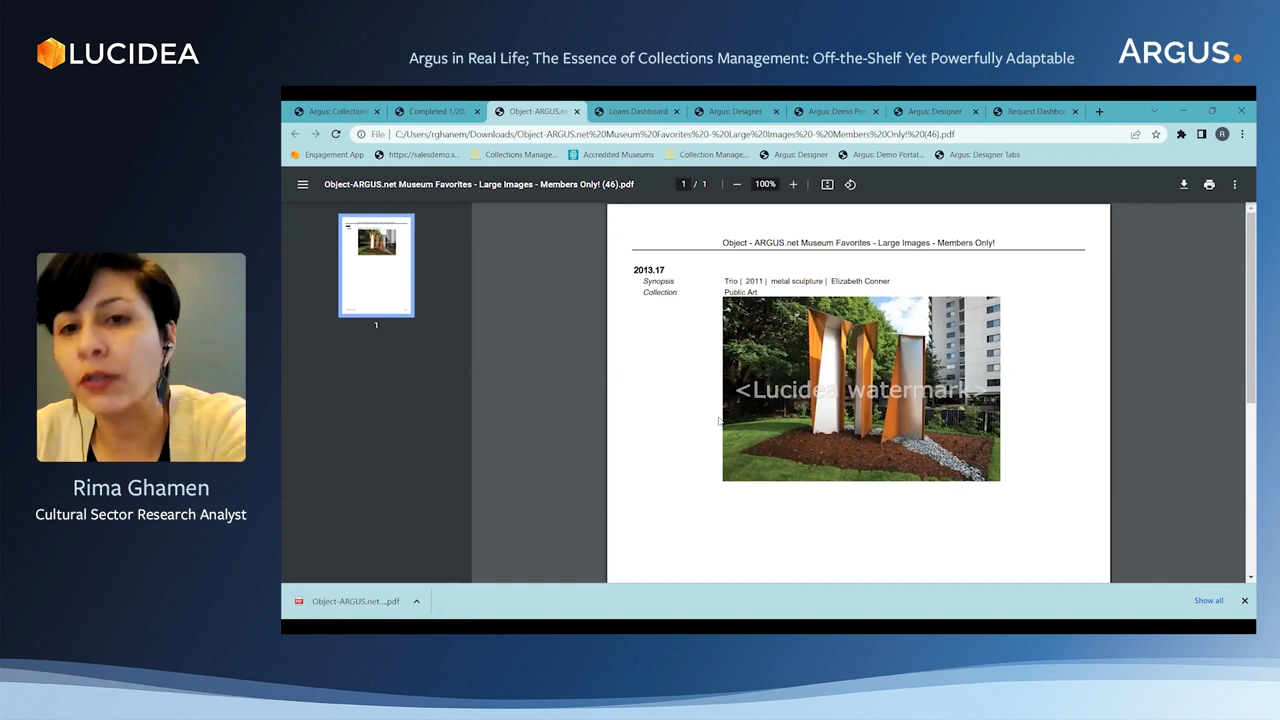 LUCIDEA
Argus in Real Life; The Essence of Collections Management: Off-the-Shelf Yet Powerfully Adaptable
ARGUS.
Argus: Collection
Completed 1/20/
Object-ARGUS.ne
Loans Dashboard
Argus: Designer
Argus: Demo Por
Argus: Designer
Request Dashbo
File
C:/Users/rghanem/Downloads/Object-ARGUS.net%20Museum%20Favorites%20-%20Large%20Images%20-%20Members%20Only!%20(46).pdf
R
Engagement App
https://salesdemo.s...
Collections Manage...
Accredited Museums
Collection Manage...
Argus: Designer
Argus: Demo Portal...
Argus: Designer Tabs
Object-ARGUS.net Museum Favorites - Large Images - Members Only! (46).pdf
1 / 1
100%
1
Object - ARGUS.net Museum Favorites - Large Images - Members Only!
2013.17
Synopsis Trio | 2011 | metal sculpture | Elizabeth Conner
Collection Public Art
<Lucidea watermark>
Rima Ghamen
Cultural Sector Research Analyst
Object-ARGUS.net....pdf
Show all